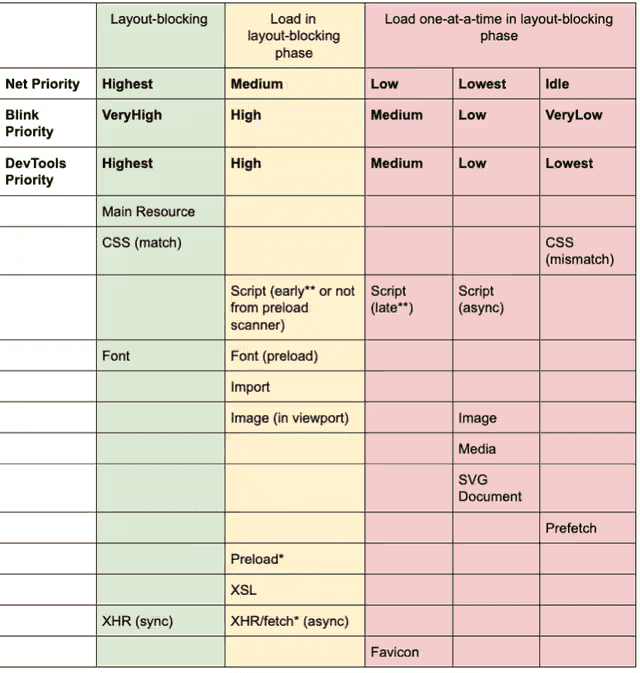 Layout-blocking
Load in
layout-blocking
phase
Load one-at-a-time in layout-blocking
phase
Net Priority Highest Medium Low Lowest Idle
Blink
Priority
VeryHigh High Medium Low VeryLow
DevTools
Priority
Highest High Medium Low Lowest
Main Resource
CSS (match)
CSS
(mismatch)
Script (early** or not
from preload
scanner)
Script
(late**)
Script
(async)
Font Font (preload)
Import
Image (in viewport) Image
Media
SVG
Document
Prefetch
Preload*
XSL
XHR (sync) XHR/fetch* (async)
Favicon